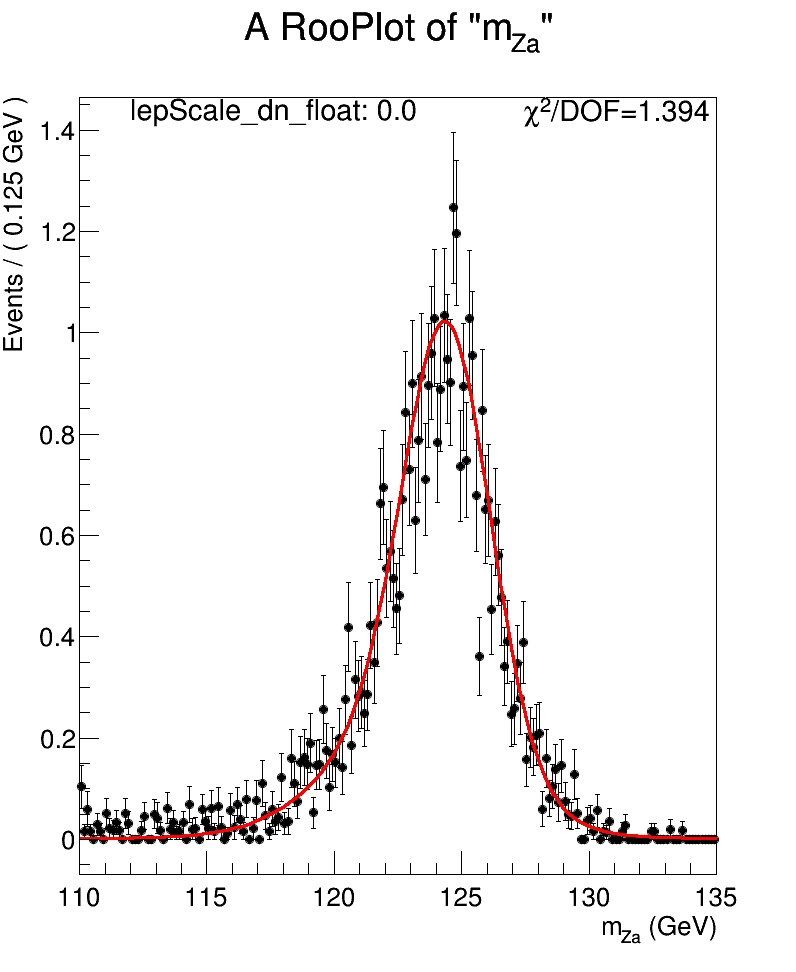 A RooPlot of "m_Za"
lepScale_dn_float: 0.0
χ²/DOF=1.394
Events / ( 0.125 GeV )
1.4
1.2
1
0.8
0.6
0.4
0.2
0
110 115 120 125 130 135
m_Za (GeV)